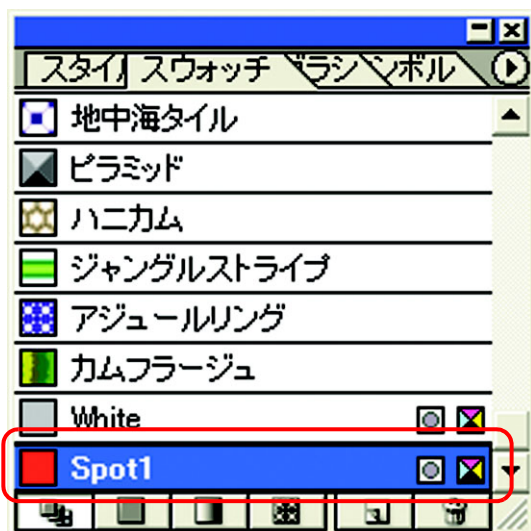 スタイ スウォッチ ブラシ ンボル
地中海タイル
ピラミッド
ハニカム
ジャングルストライプ
アジュールリング
カムフラージュ
White
Spot1